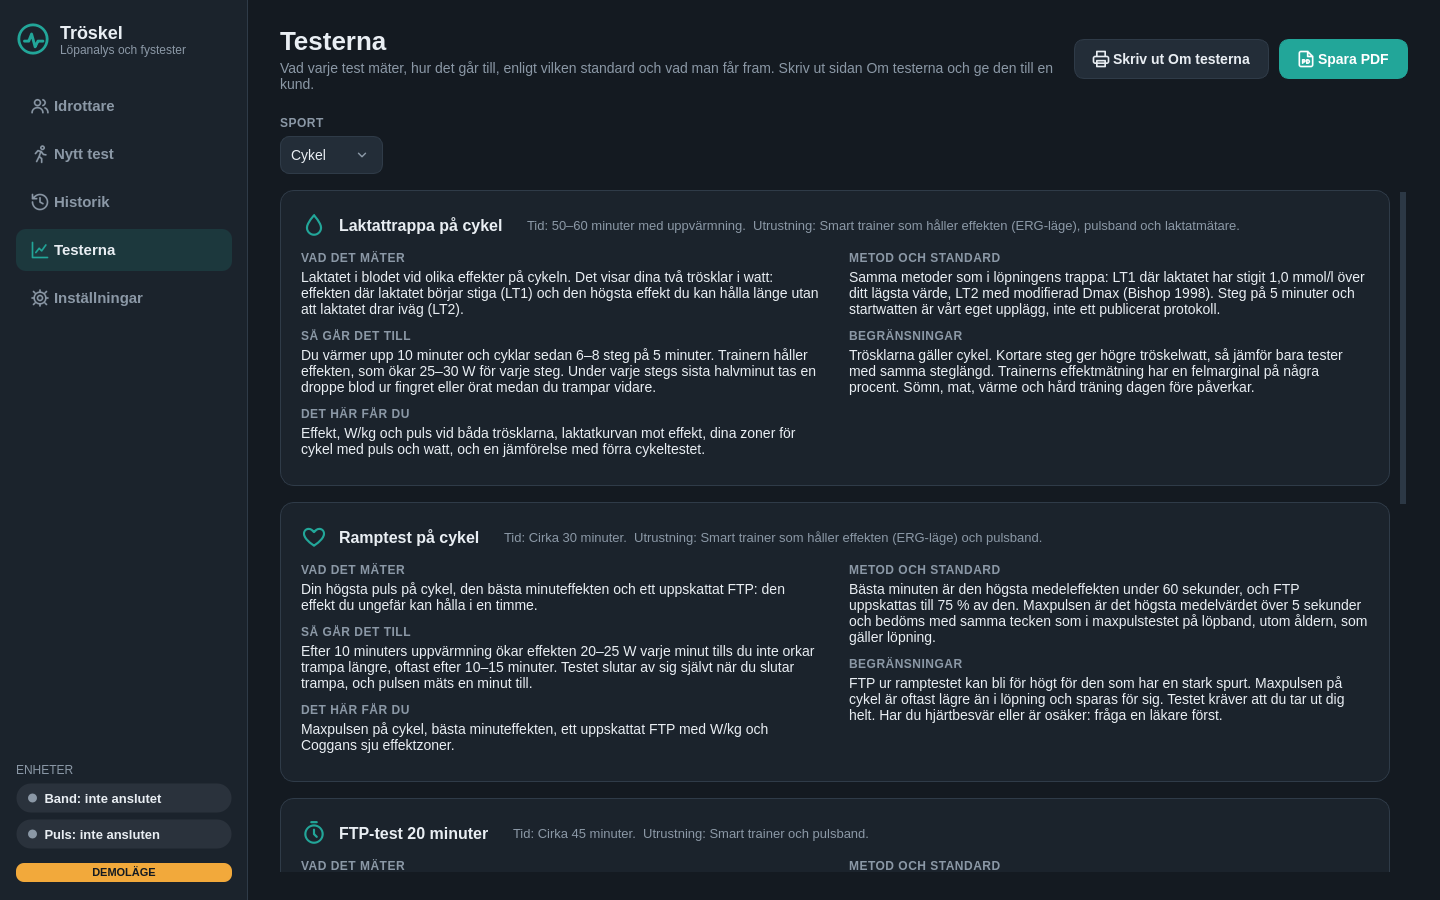 Tröskel
Löpanalys och fystester
Idrottare
Nytt test
Historik
Testerna
Inställningar
ENHETER
Band: inte anslutet
Puls: inte ansluten
DEMOLÄGE
Testerna
Vad varje test mäter, hur det går till, enligt vilken standard och vad man får fram. Skriv ut sidan Om testerna och ge den till en
kund.
Skriv ut Om testerna
Spara PDF
SPORT
Cykel
Laktattrappa på cykel
Tid: 50–60 minuter med uppvärmning.  Utrustning: Smart trainer som håller effekten (ERG-läge), pulsband och laktatmätare.
VAD DET MÄTER
Laktatet i blodet vid olika effekter på cykeln. Det visar dina två trösklar i watt:
effekten där laktatet börjar stiga (LT1) och den högsta effekt du kan hålla länge utan
att laktatet drar iväg (LT2).
SÅ GÅR DET TILL
Du värmer upp 10 minuter och cyklar sedan 6–8 steg på 5 minuter. Trainern håller
effekten, som ökar 25–30 W för varje steg. Under varje stegs sista halvminut tas en
droppe blod ur fingret eller örat medan du trampar vidare.
DET HÄR FÅR DU
Effekt, W/kg och puls vid båda trösklarna, laktatkurvan mot effekt, dina zoner för
cykel med puls och watt, och en jämförelse med förra cykeltestet.
METOD OCH STANDARD
Samma metoder som i löpningens trappa: LT1 där laktatet har stigit 1,0 mmol/l över
ditt lägsta värde, LT2 med modifierad Dmax (Bishop 1998). Steg på 5 minuter och
startwatten är vårt eget upplägg, inte ett publicerat protokoll.
BEGRÄNSNINGAR
Trösklarna gäller cykel. Kortare steg ger högre tröskelwatt, så jämför bara tester
med samma steglängd. Trainerns effektmätning har en felmarginal på några
procent. Sömn, mat, värme och hård träning dagen före påverkar.
Ramptest på cykel
Tid: Cirka 30 minuter.  Utrustning: Smart trainer som håller effekten (ERG-läge) och pulsband.
VAD DET MÄTER
Din högsta puls på cykel, den bästa minuteffekten och ett uppskattat FTP: den
effekt du ungefär kan hålla i en timme.
SÅ GÅR DET TILL
Efter 10 minuters uppvärmning ökar effekten 20–25 W varje minut tills du inte orkar
trampa längre, oftast efter 10–15 minuter. Testet slutar av sig självt när du slutar
trampa, och pulsen mäts en minut till.
DET HÄR FÅR DU
Maxpulsen på cykel, bästa minuteffekten, ett uppskattat FTP med W/kg och
Coggans sju effektzoner.
METOD OCH STANDARD
Bästa minuten är den högsta medeleffekten under 60 sekunder, och FTP
uppskattas till 75 % av den. Maxpulsen är det högsta medelvärdet över 5 sekunder
och bedöms med samma tecken som i maxpulstestet på löpband, utom åldern, som
gäller löpning.
BEGRÄNSNINGAR
FTP ur ramptestet kan bli för högt för den som har en stark spurt. Maxpulsen på
cykel är oftast lägre än i löpning och sparas för sig. Testet kräver att du tar ut dig
helt. Har du hjärtbesvär eller är osäker: fråga en läkare först.
FTP-test 20 minuter
Tid: Cirka 45 minuter.  Utrustning: Smart trainer och pulsband.
VAD DET MÄTER
METOD OCH STANDARD